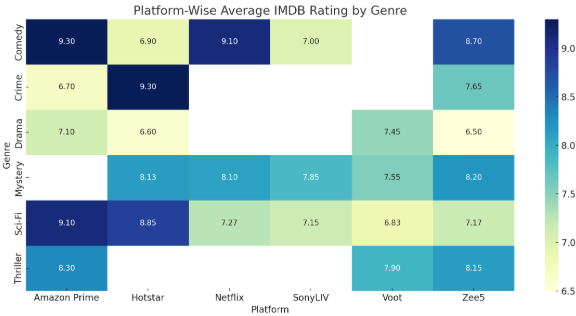 Platform-Wise Average IMDB Rating by Genre
Genre
Comedy 9.30 6.90 9.10 7.00 8.70
Crime 6.70 9.30 7.65
Drama 7.10 6.60 7.45 6.50
Mystery 8.13 8.10 7.85 7.55 8.20
Sci-Fi 9.10 8.85 7.27 7.15 6.83 7.17
Thriller 8.30 7.90 8.15
Amazon Prime Hotstar Netflix SonyLIV Voot Zee5
Platform
9.0
8.5
8.0
7.5
7.0
6.5